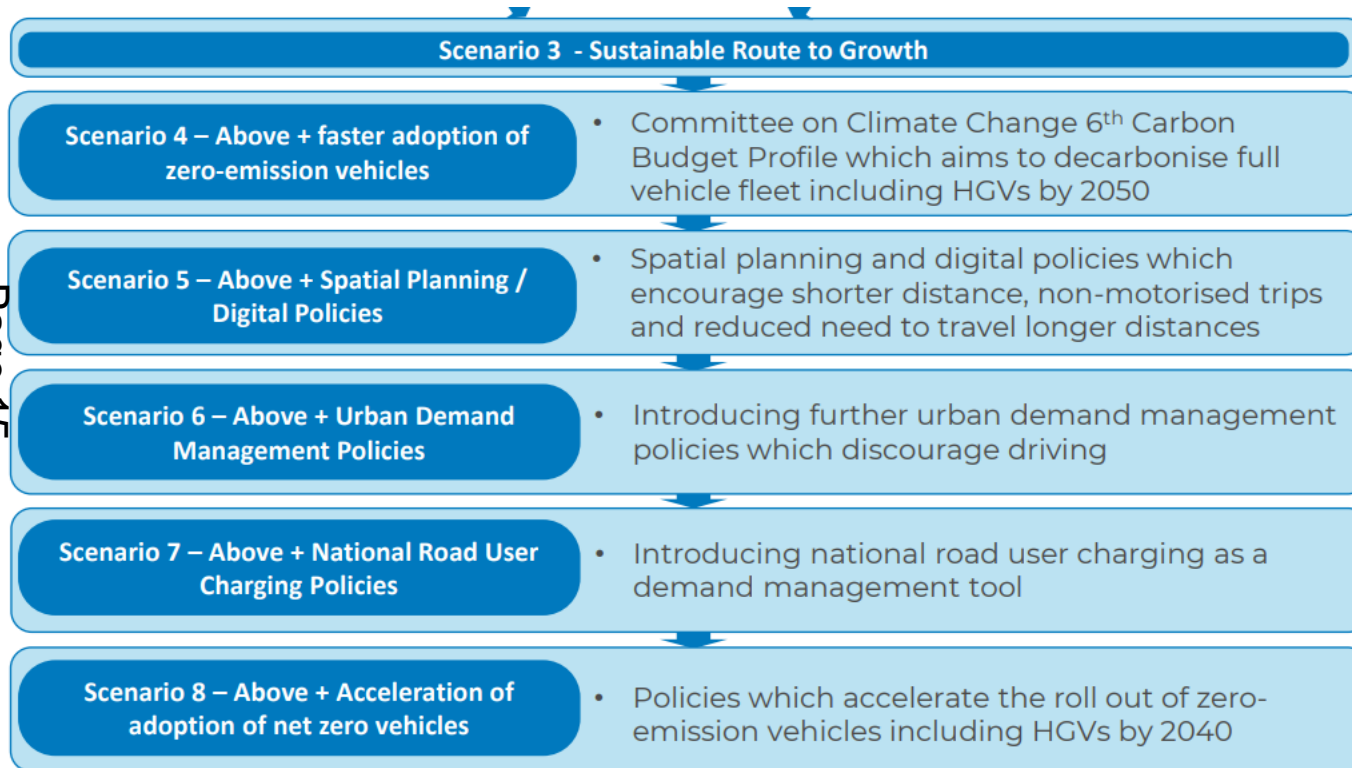 Scenario 3 - Sustainable Route to Growth
Scenario 4 – Above + faster adoption of
zero-emission vehicles
• Committee on Climate Change 6th Carbon
Budget Profile which aims to decarbonise full
vehicle fleet including HGVs by 2050
Scenario 5 – Above + Spatial Planning /
Digital Policies
• Spatial planning and digital policies which
encourage shorter distance, non-motorised trips
and reduced need to travel longer distances
Scenario 6 – Above + Urban Demand
Management Policies
• Introducing further urban demand management
policies which discourage driving
Scenario 7 – Above + National Road User
Charging Policies
• Introducing national road user charging as a
demand management tool
Scenario 8 – Above + Acceleration of
adoption of net zero vehicles
• Policies which accelerate the roll out of zero-
emission vehicles including HGVs by 2040